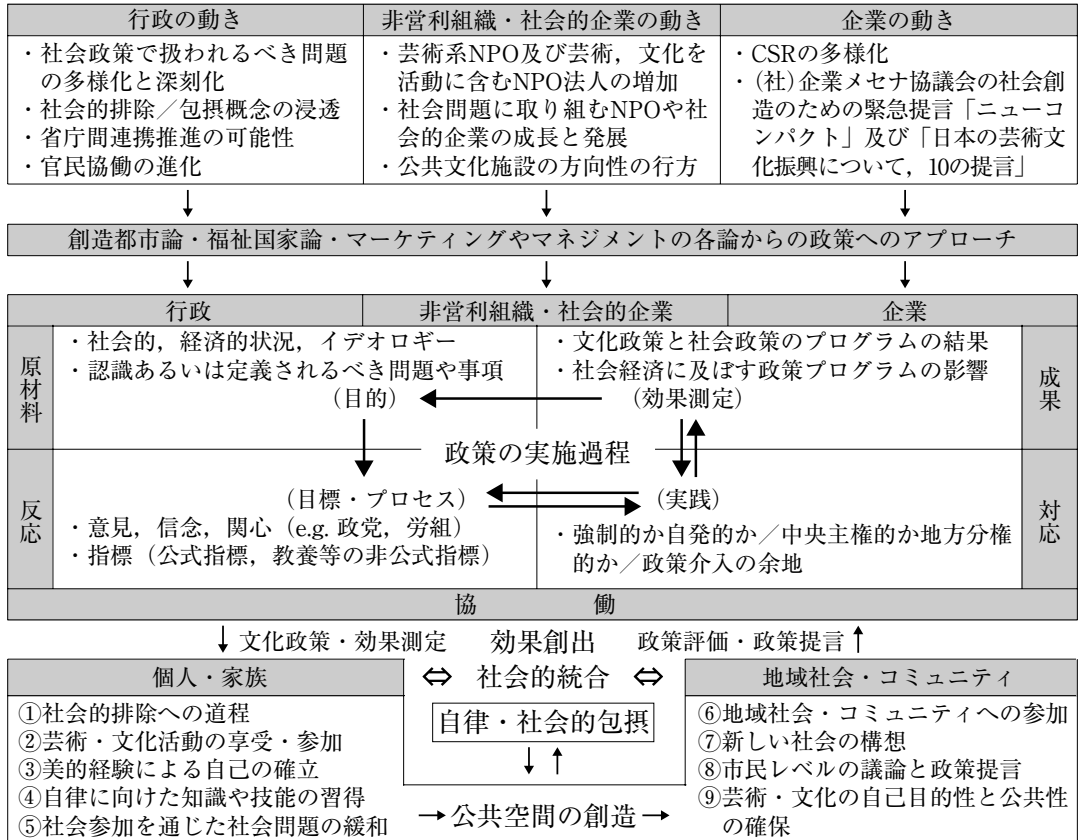 行政の動き
・社会政策で扱われるべき問題
の多様化と深刻化
・社会的排除／包摂概念の浸透
・省庁間連携推進の可能性
・官民協働の進化
非営利組織・社会的企業の動き
・芸術系NPO及び芸術，文化を
活動に含むNPO法人の増加
・社会問題に取り組むNPOや社
会的企業の成長と発展
・公共文化施設の方向性の行方
企業の動き
・CSRの多様化
・(社)企業メセナ協議会の社会創
造のための緊急提言「ニューコ
ンパクト」及び「日本の芸術文
化振興について，10の提言」
↓ ↓ ↓
創造都市論・福祉国家論・マーケティングやマネジメントの各論からの政策へのアプローチ
↓ ↓ ↓
行政 非営利組織・社会的企業 企業
原材料
・社会的，経済的状況，イデオロギー
・認識あるいは定義されるべき問題や事項
(目的)
・文化政策と社会政策のプログラムの結果
・社会経済に及ぼす政策プログラムの影響
(効果測定)
成果
政策の実施過程
反応
(目標・プロセス)
・意見，信念，関心（e.g. 政党，労組）
・指標（公式指標，教養等の非公式指標）
(実践)
・強制的か自発的か／中央主権的か地方分権
的か／政策介入の余地
対応
協 働
↓文化政策・効果測定 効果創出 政策評価・政策提言↑
個人・家族
①社会的排除への道程
②芸術・文化活動の享受・参加
③美的経験による自己の確立
④自律に向けた知識や技能の習得
⑤社会参加を通じた社会問題の緩和
⇔ 社会的統合 ⇔
自律・社会的包摂
↓↑
→公共空間の創造→
地域社会・コミュニティ
⑥地域社会・コミュニティへの参加
⑦新しい社会の構想
⑧市民レベルの議論と政策提言
⑨芸術・文化の自己目的性と公共性
の確保